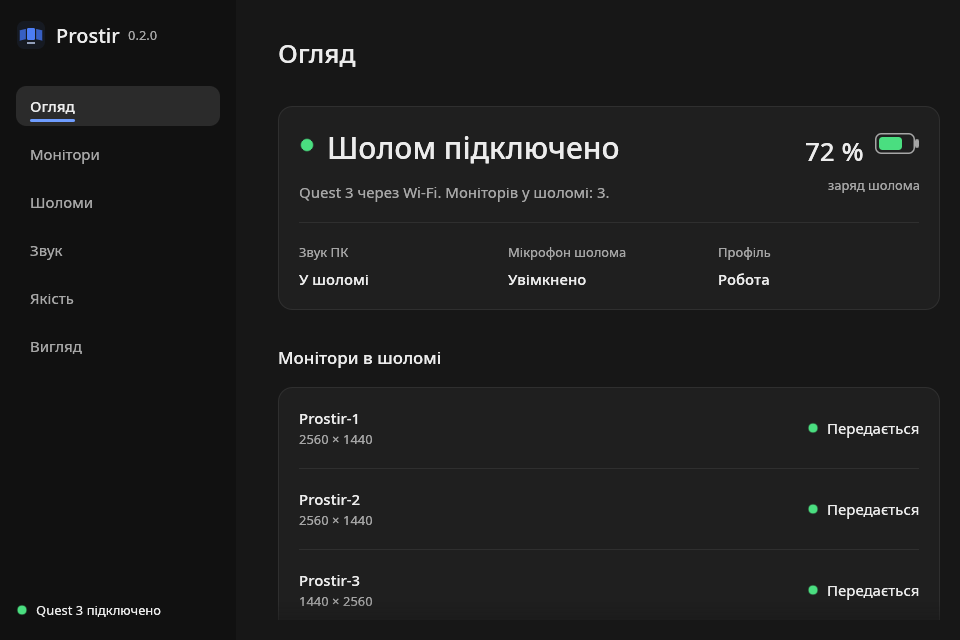 Prostir 0.2.0
Огляд
Монітори
Шоломи
Звук
Якість
Вигляд
Quest 3 підключено
Огляд
Шолом підключено
72 %
Quest 3 через Wi-Fi. Моніторів у шоломі: 3.
заряд шолома
Звук ПК
У шоломі
Мікрофон шолома
Увімкнено
Профіль
Робота
Монітори в шоломі
Prostir-1
2560 × 1440
Передається
Prostir-2
2560 × 1440
Передається
Prostir-3
1440 × 2560
Передається